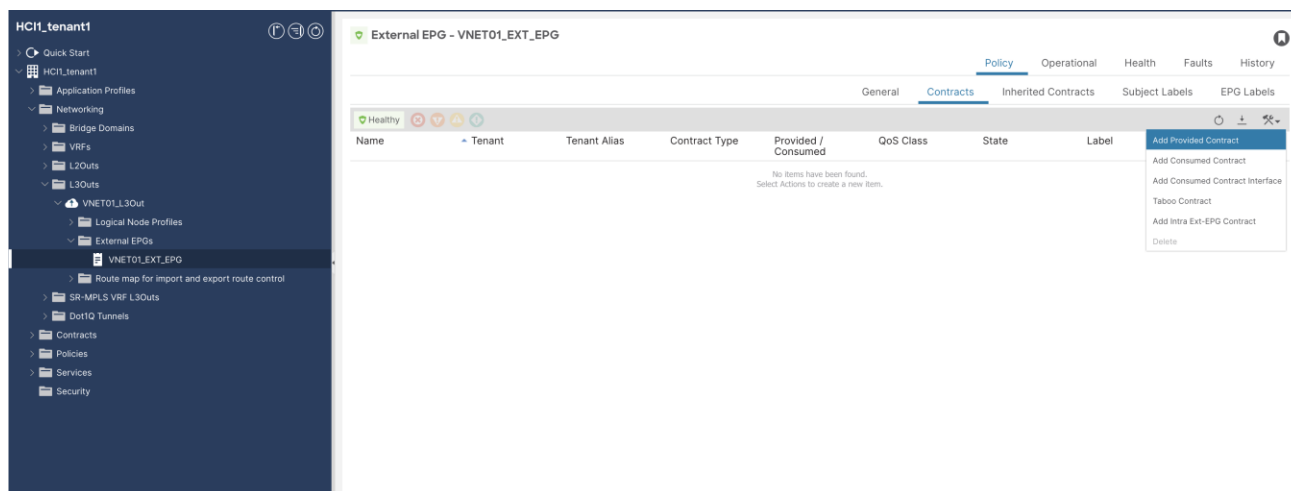 HCI1_tenant1
Quick Start
HCI1_tenant1
Application Profiles
Networking
Bridge Domains
VRFs
L2Outs
L3Outs
VNET01_L3Out
Logical Node Profiles
External EPGs
VNET01_EXT_EPG
Route map for import and export route control
SR-MPLS VRF L3Outs
Dot1Q Tunnels
Contracts
Policies
Services
Security
External EPG - VNET01_EXT_EPG
Policy Operational Health Faults History
General Contracts Inherited Contracts Subject Labels EPG Labels
Healthy
Name Tenant Tenant Alias Contract Type Provided / Consumed QoS Class State Label
No items have been found.
Select Actions to create a new item.
Add Provided Contract
Add Consumed Contract
Add Consumed Contract Interface
Taboo Contract
Add Intra Ext-EPG Contract
Delete